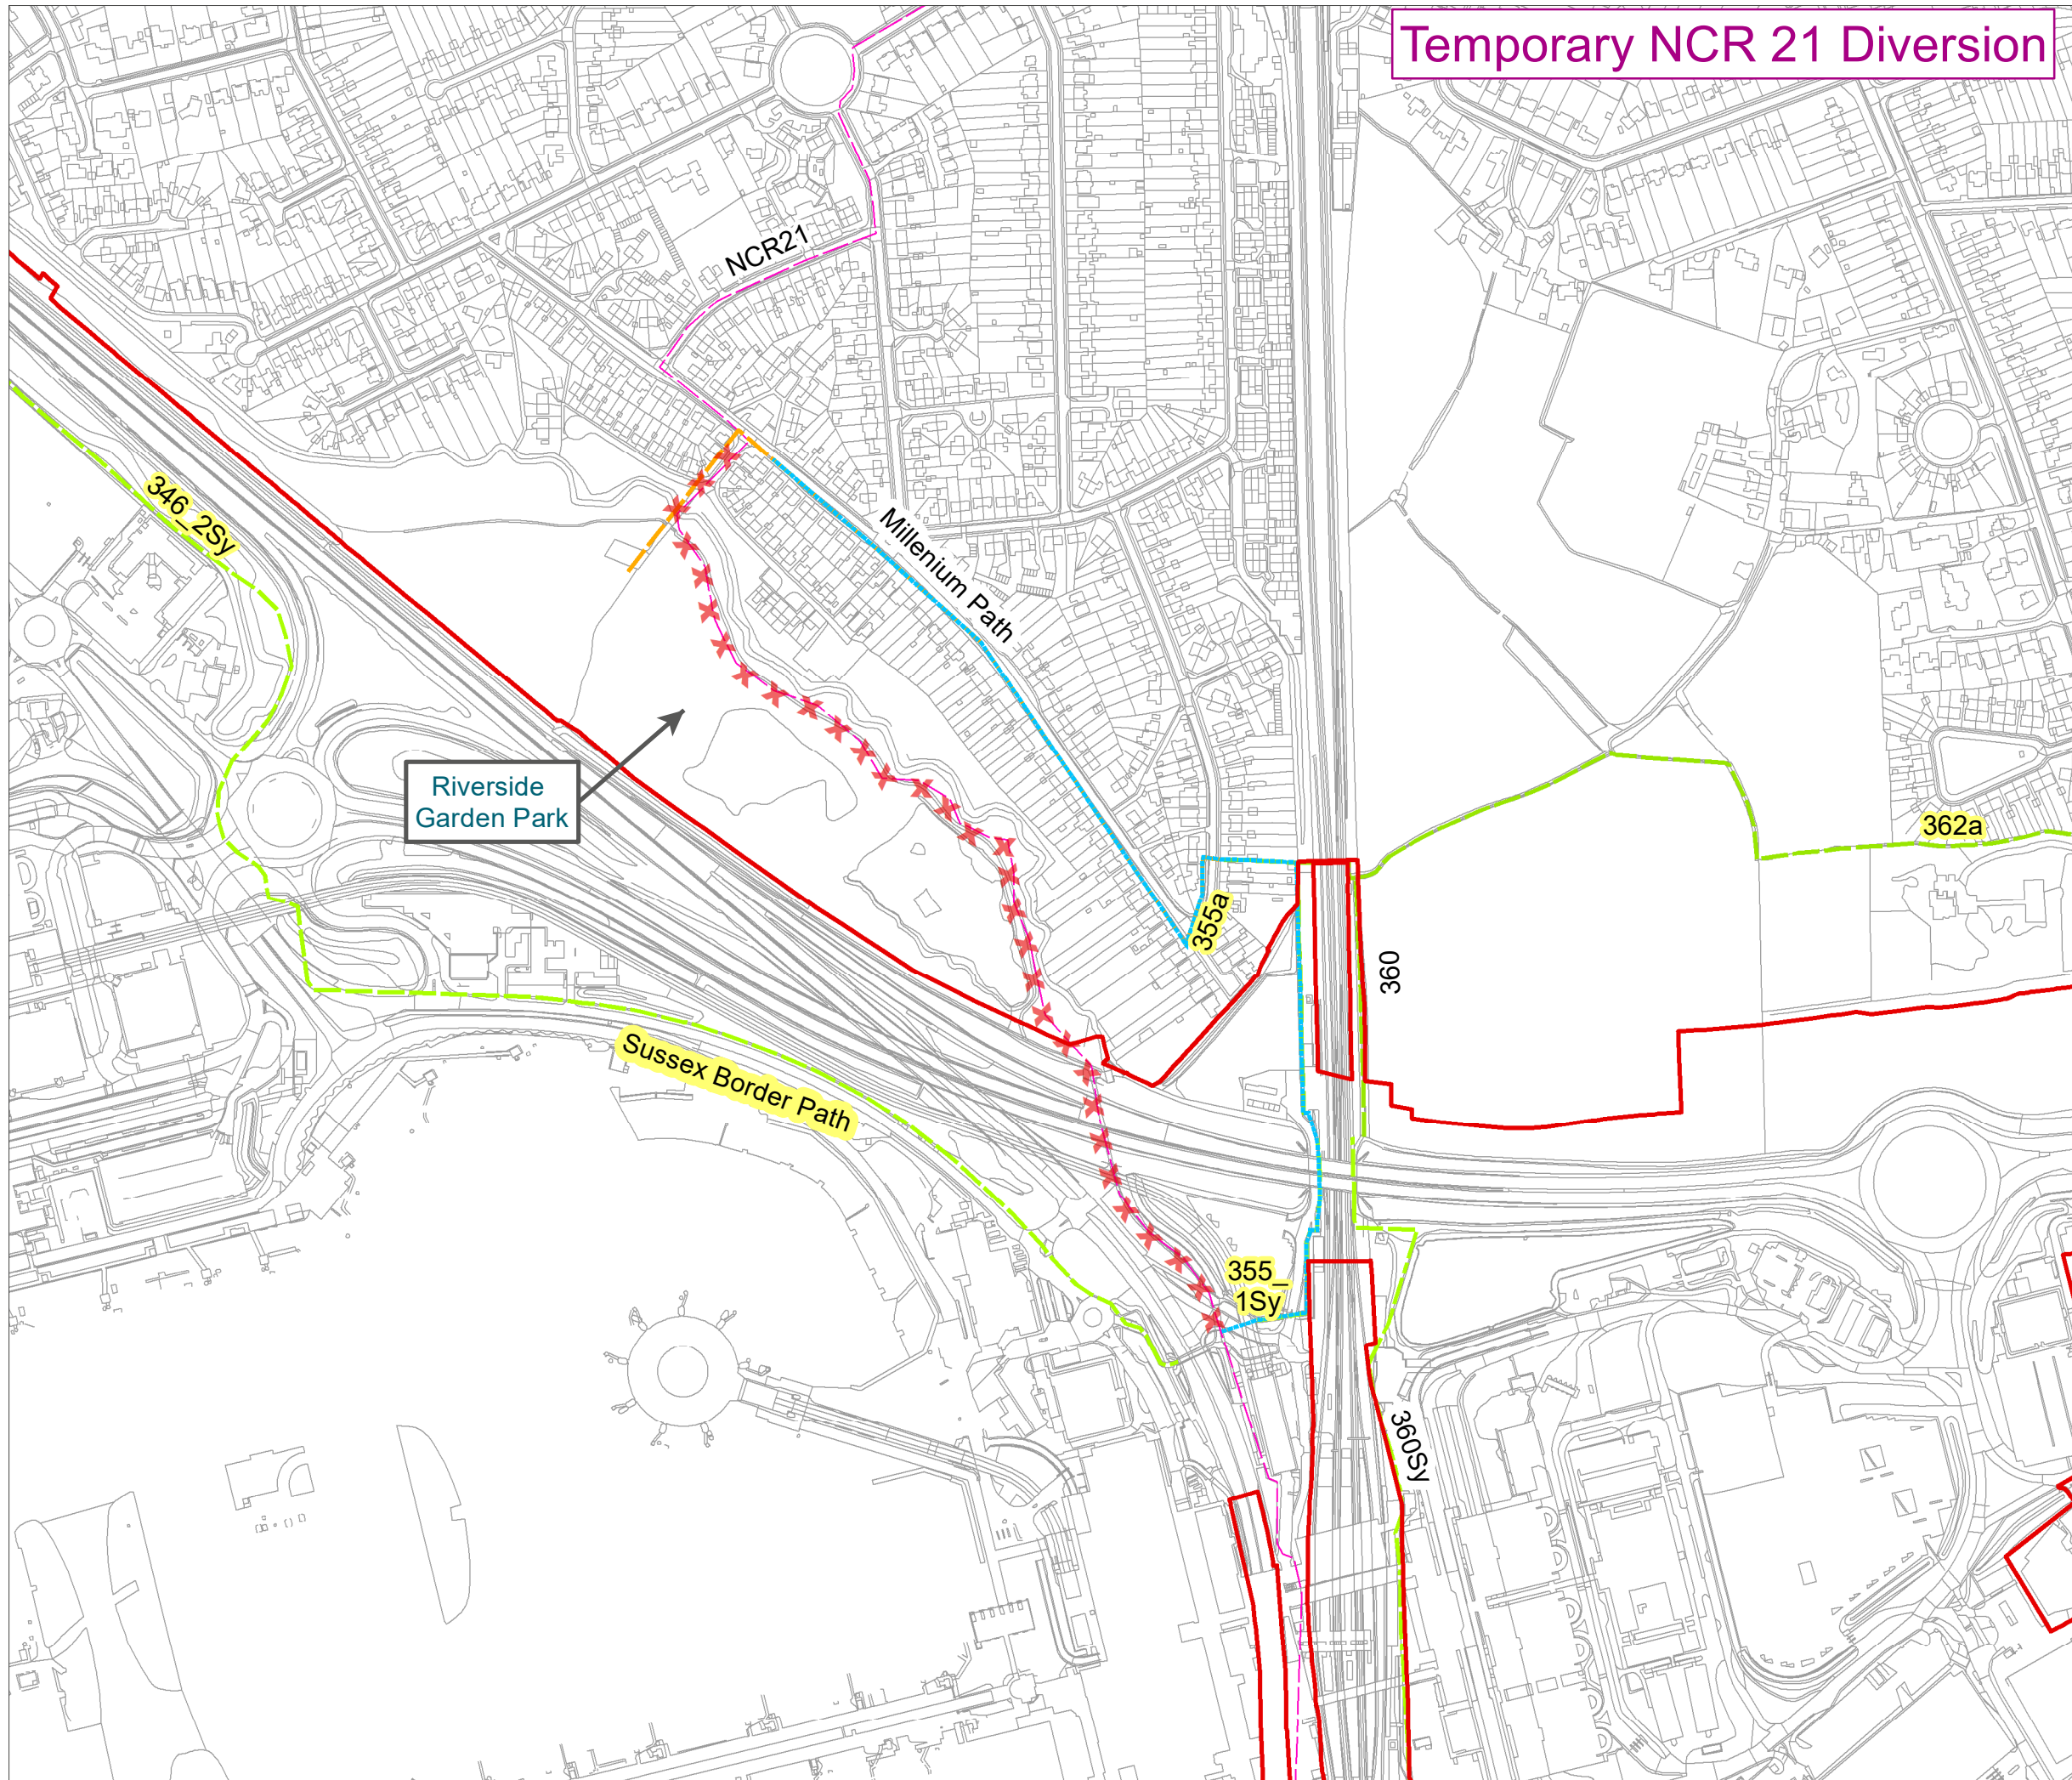 Temporary NCR 21 Diversion
NCR21
346_2Sy
Millenium Path
Riverside
Garden Park
362a
355a
360
Sussex Border Path
355_
1Sy
360Sy